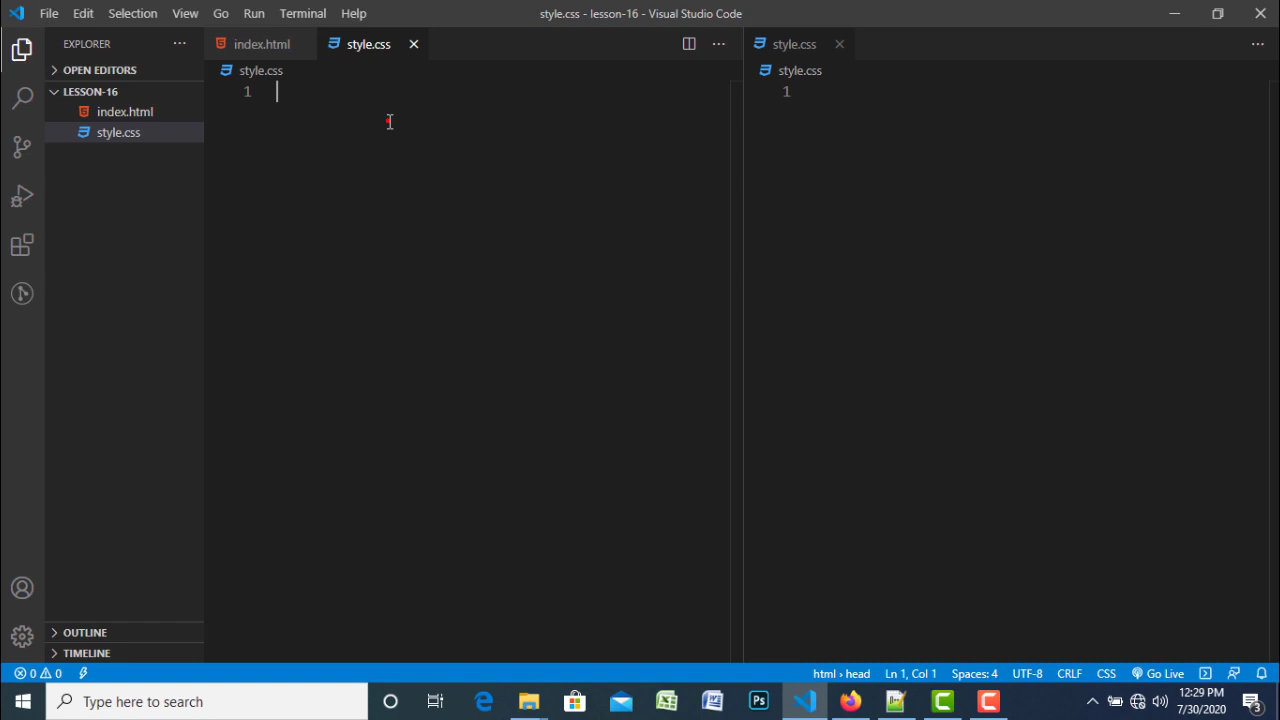 File Edit Selection View Go Run Terminal Help
style.css - lesson-16 - Visual Studio Code
EXPLORER
OPEN EDITORS
LESSON-16
index.html
style.css
OUTLINE
TIMELINE
index.html
style.css
style.css
1
style.css
style.css
1
0 0
html › head
Ln 1, Col 1
Spaces: 4
UTF-8
CRLF
CSS
Go Live
Type here to search
Ps
12:29 PM
7/30/2020
3